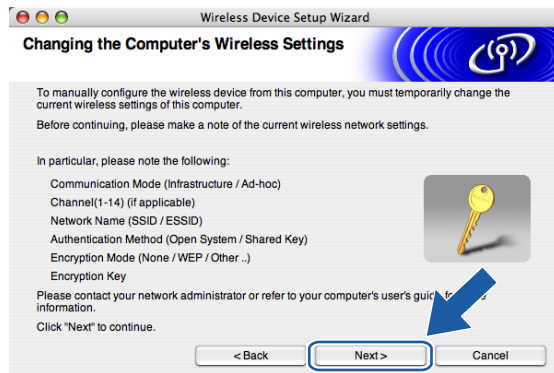 Wireless Device Setup Wizard
Changing the Computer's Wireless Settings
To manually configure the wireless device from this computer, you must temporarily change the
current wireless settings of this computer.
Before continuing, please make a note of the current wireless network settings.
In particular, please note the following:
Communication Mode (Infrastructure / Ad-hoc)
Channel(1-14) (if applicable)
Network Name (SSID / ESSID)
Authentication Method (Open System / Shared Key)
Encryption Mode (None / WEP / Other ..)
Encryption Key
Please contact your network administrator or refer to your computer's user's
information.
Click "Next" to continue.
< Back
Next >
Cancel